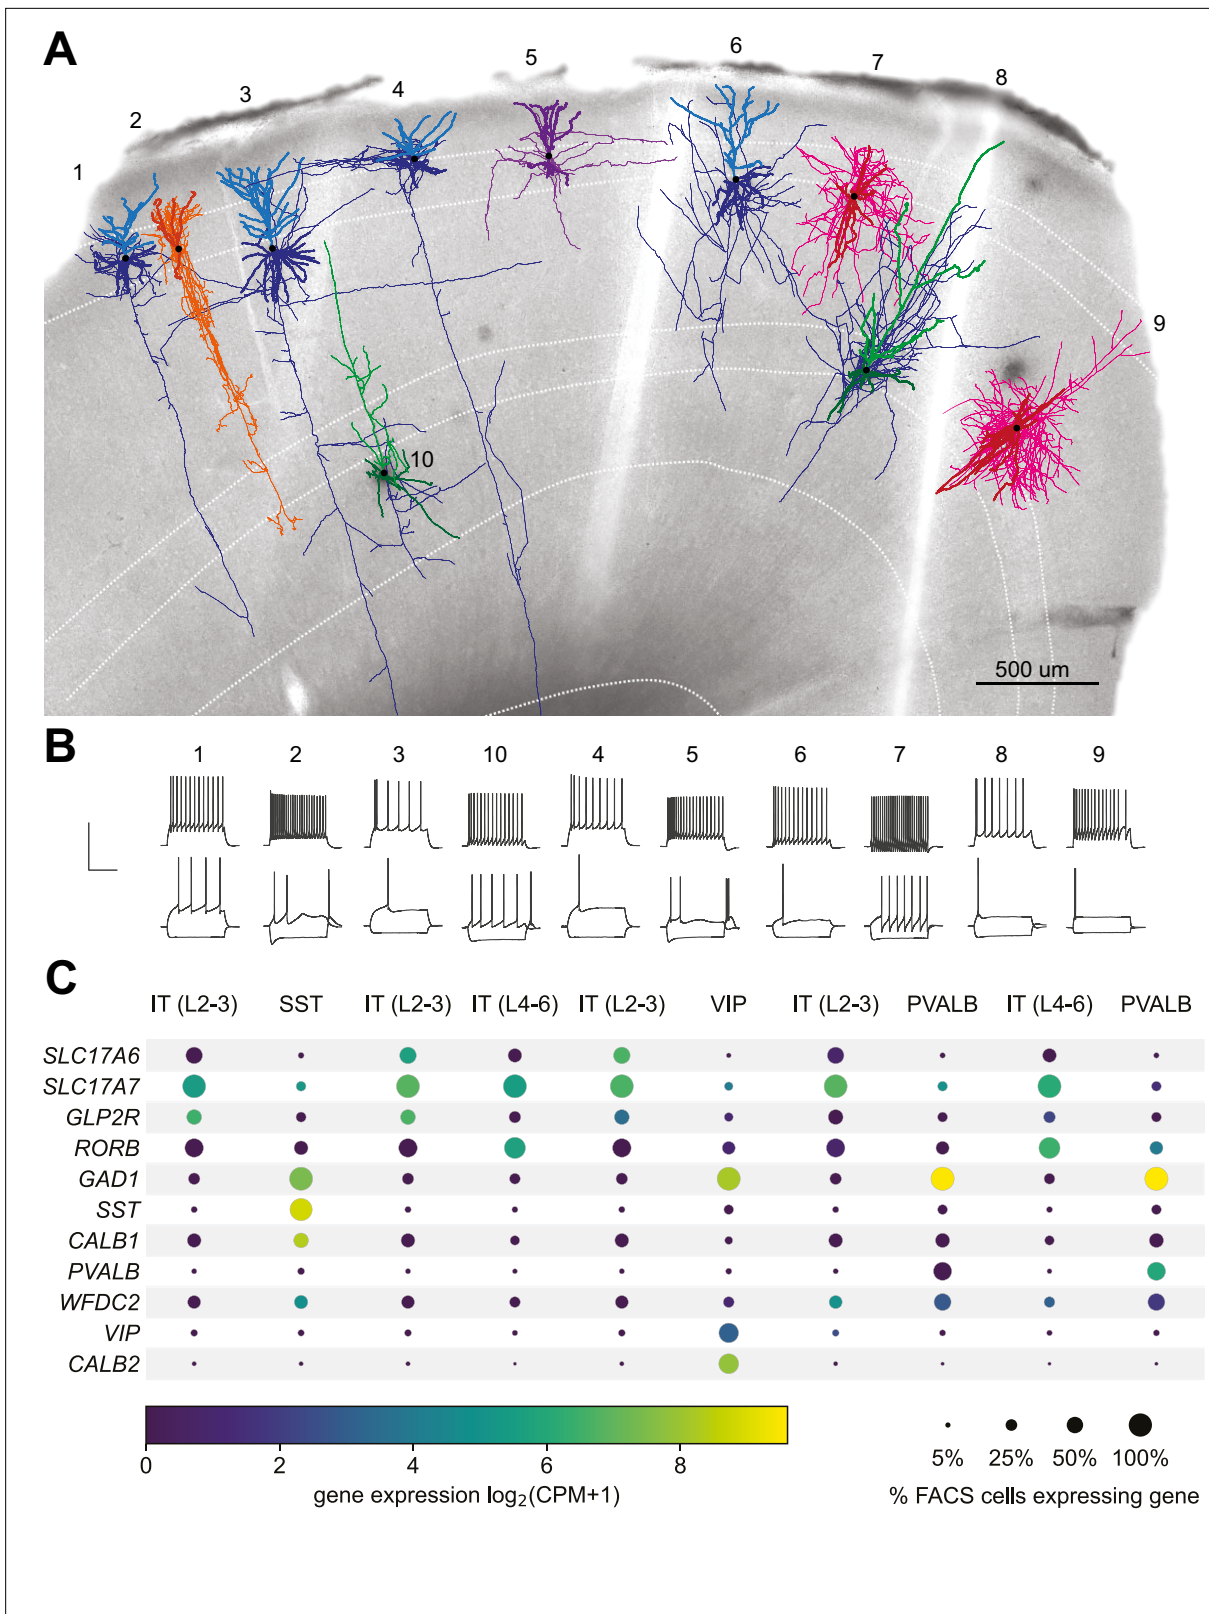 A
1
2
3
4
5
6
7
8
9
10
500 um
B
1 2 3 10 4 5 6 7 8 9
C
IT (L2-3) SST IT (L2-3) IT (L4-6) IT (L2-3) VIP IT (L2-3) PVALB IT (L4-6) PVALB
SLC17A6
SLC17A7
GLP2R
RORB
GAD1
SST
CALB1
PVALB
WFDC2
VIP
CALB2
0 2 4 6 8
gene expression log₂(CPM+1)
5% 25% 50% 100%
% FACS cells expressing gene